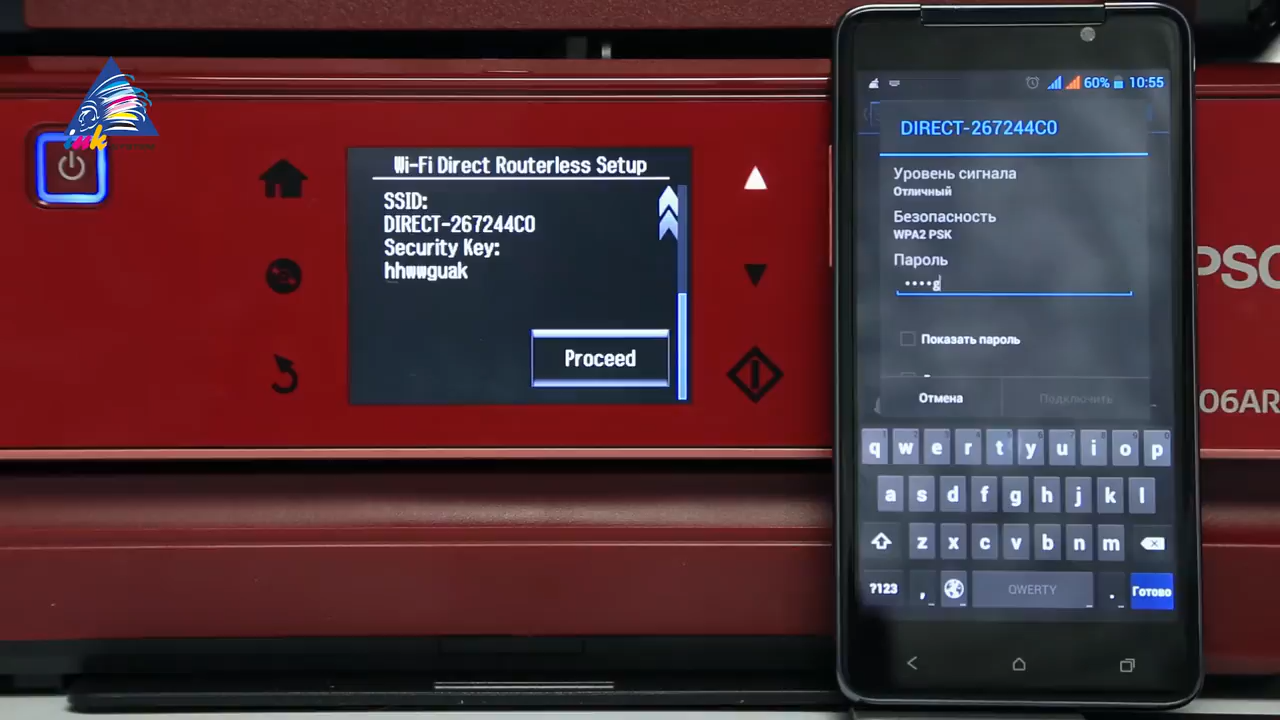 ink
Wi-Fi Direct Routerless Setup
SSID:
DIRECT-267244C0
Security Key:
hhwwguak
Proceed
60% 10:55
DIRECT-267244C0
Уровень сигнала
Отличный
Безопасность
WPA2 PSK
Пароль
••••g
Показать пароль
Отмена
Подключить
q w e r t y u i o p
a s d f g h j k l
z x c v b n m
?123 , QWERTY . Готово
PSO
06AR